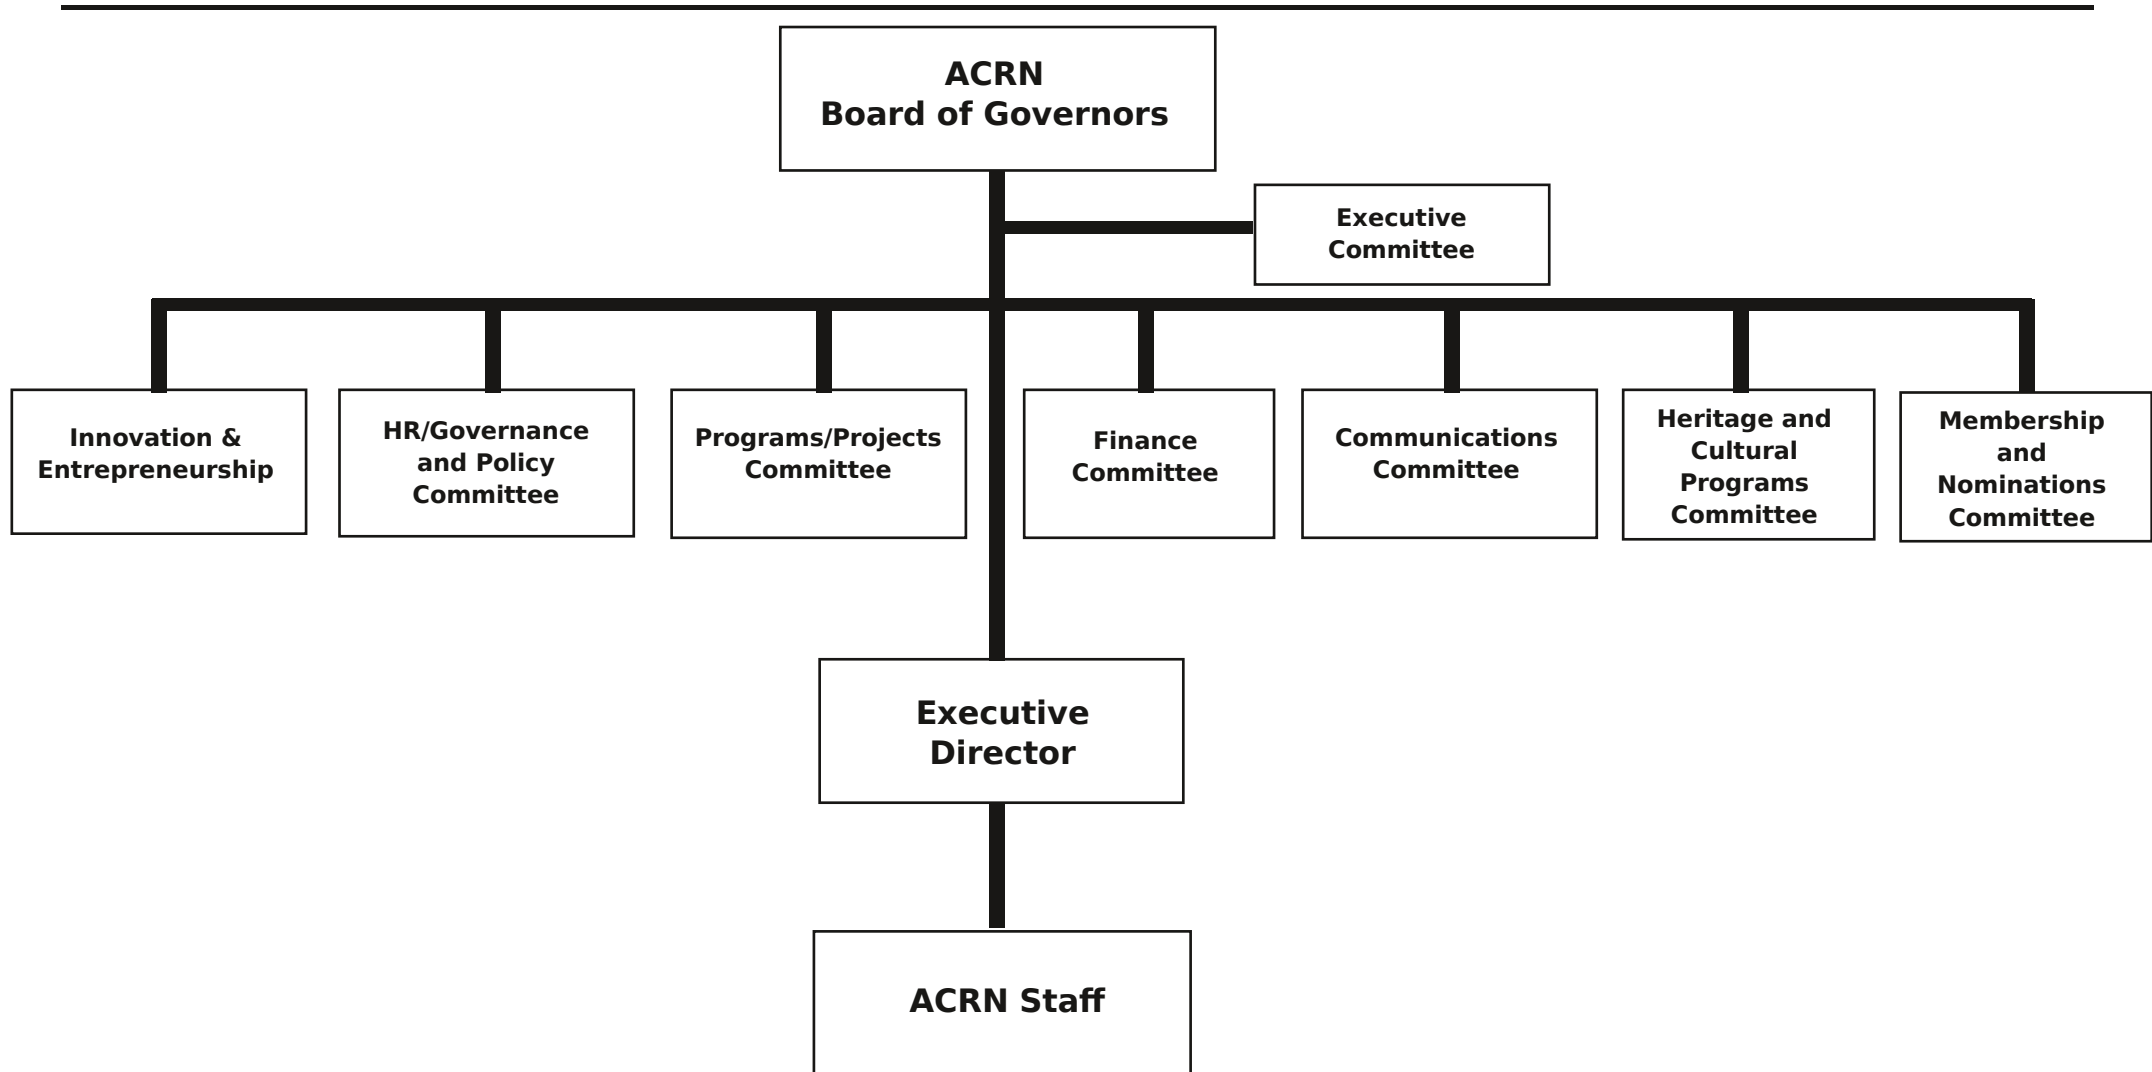 ACRN
Board of Governors
Executive
Committee
Innovation &
Entrepreneurship
HR/Governance
and Policy
Committee
Programs/Projects
Committee
Finance
Committee
Communications
Committee
Heritage and
Cultural
Programs
Committee
Membership
and
Nominations
Committee
Executive
Director
ACRN Staff